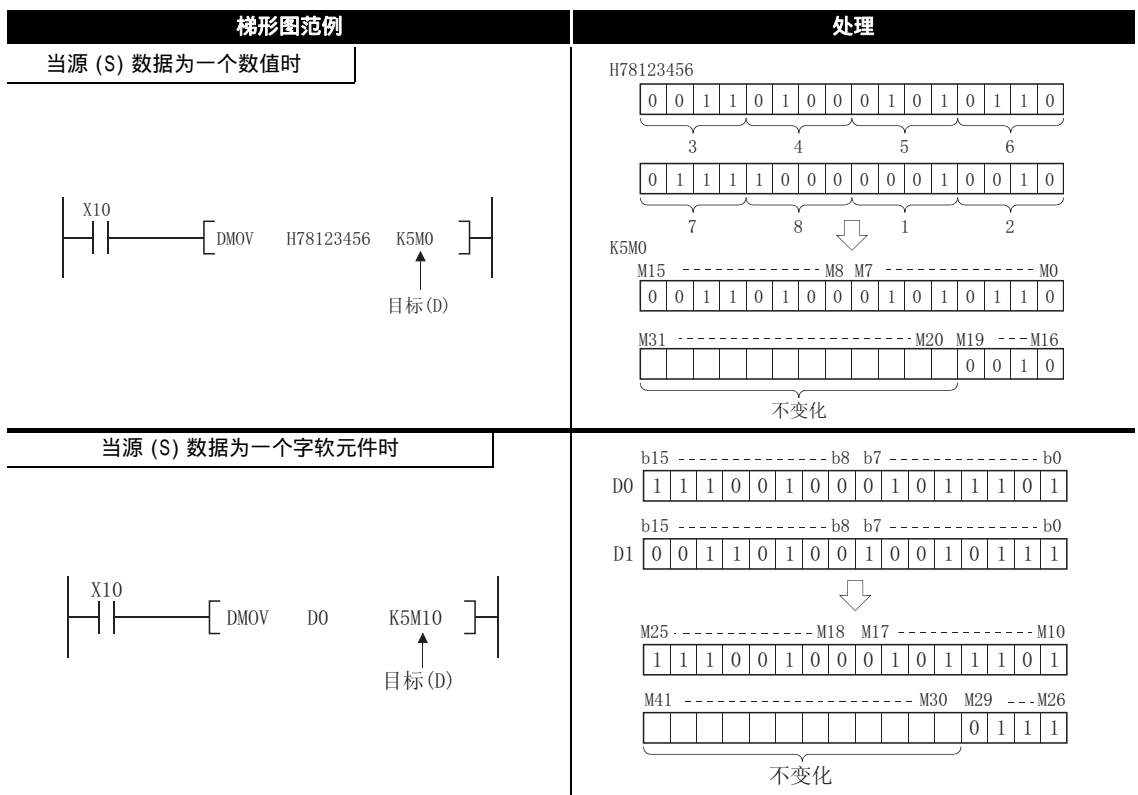 梯形图范例
处理
当源 (S) 数据为一个数值时
X10
DMOV H78123456 K5M0
目标(D)
H78123456
0 0 1 1 0 1 0 0 0 1 0 1 0 1 1 0
3 4 5 6
0 1 1 1 1 0 0 0 0 0 0 1 0 0 1 0
7 8 1 2
K5M0
M15 M8 M7 M0
0 0 1 1 0 1 0 0 0 1 0 1 0 1 1 0
M31 M20 M19 M16
0 0 1 0
不变化
当源 (S) 数据为一个字软元件时
X10
DMOV D0 K5M10
目标(D)
b15 b8 b7 b0
D0 1 1 1 0 0 1 0 0 0 1 0 1 1 1 0 1
b15 b8 b7 b0
D1 0 0 1 1 0 1 0 0 1 0 0 1 0 1 1 1
M25 M18 M17 M10
1 1 1 0 0 1 0 0 0 1 0 1 1 1 0 1
M41 M30 M29 M26
0 1 1 1
不变化